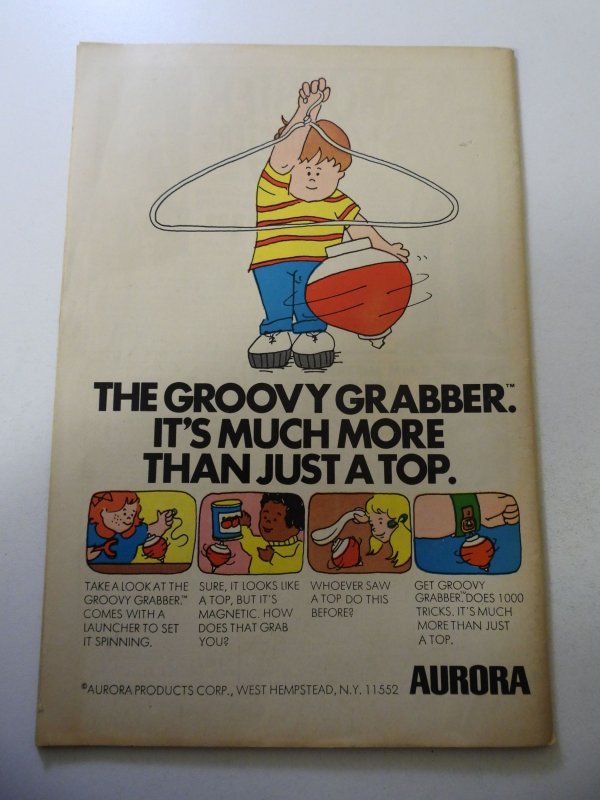 THE GROOVY GRABBER.™
IT'S MUCH MORE
THAN JUST A TOP.
TAKE A LOOK AT THE
GROOVY GRABBER.™
COMES WITH A
LAUNCHER TO SET
IT SPINNING.
SURE, IT LOOKS LIKE
A TOP, BUT IT'S
MAGNETIC. HOW
DOES THAT GRAB
YOU?
WHOEVER SAW
A TOP DO THIS
BEFORE?
GET GROOVY
GRABBER.™ DOES 1000
TRICKS. IT'S MUCH
MORE THAN JUST
A TOP.
©AURORA PRODUCTS CORP., WEST HEMPSTEAD, N.Y. 11552
AURORA